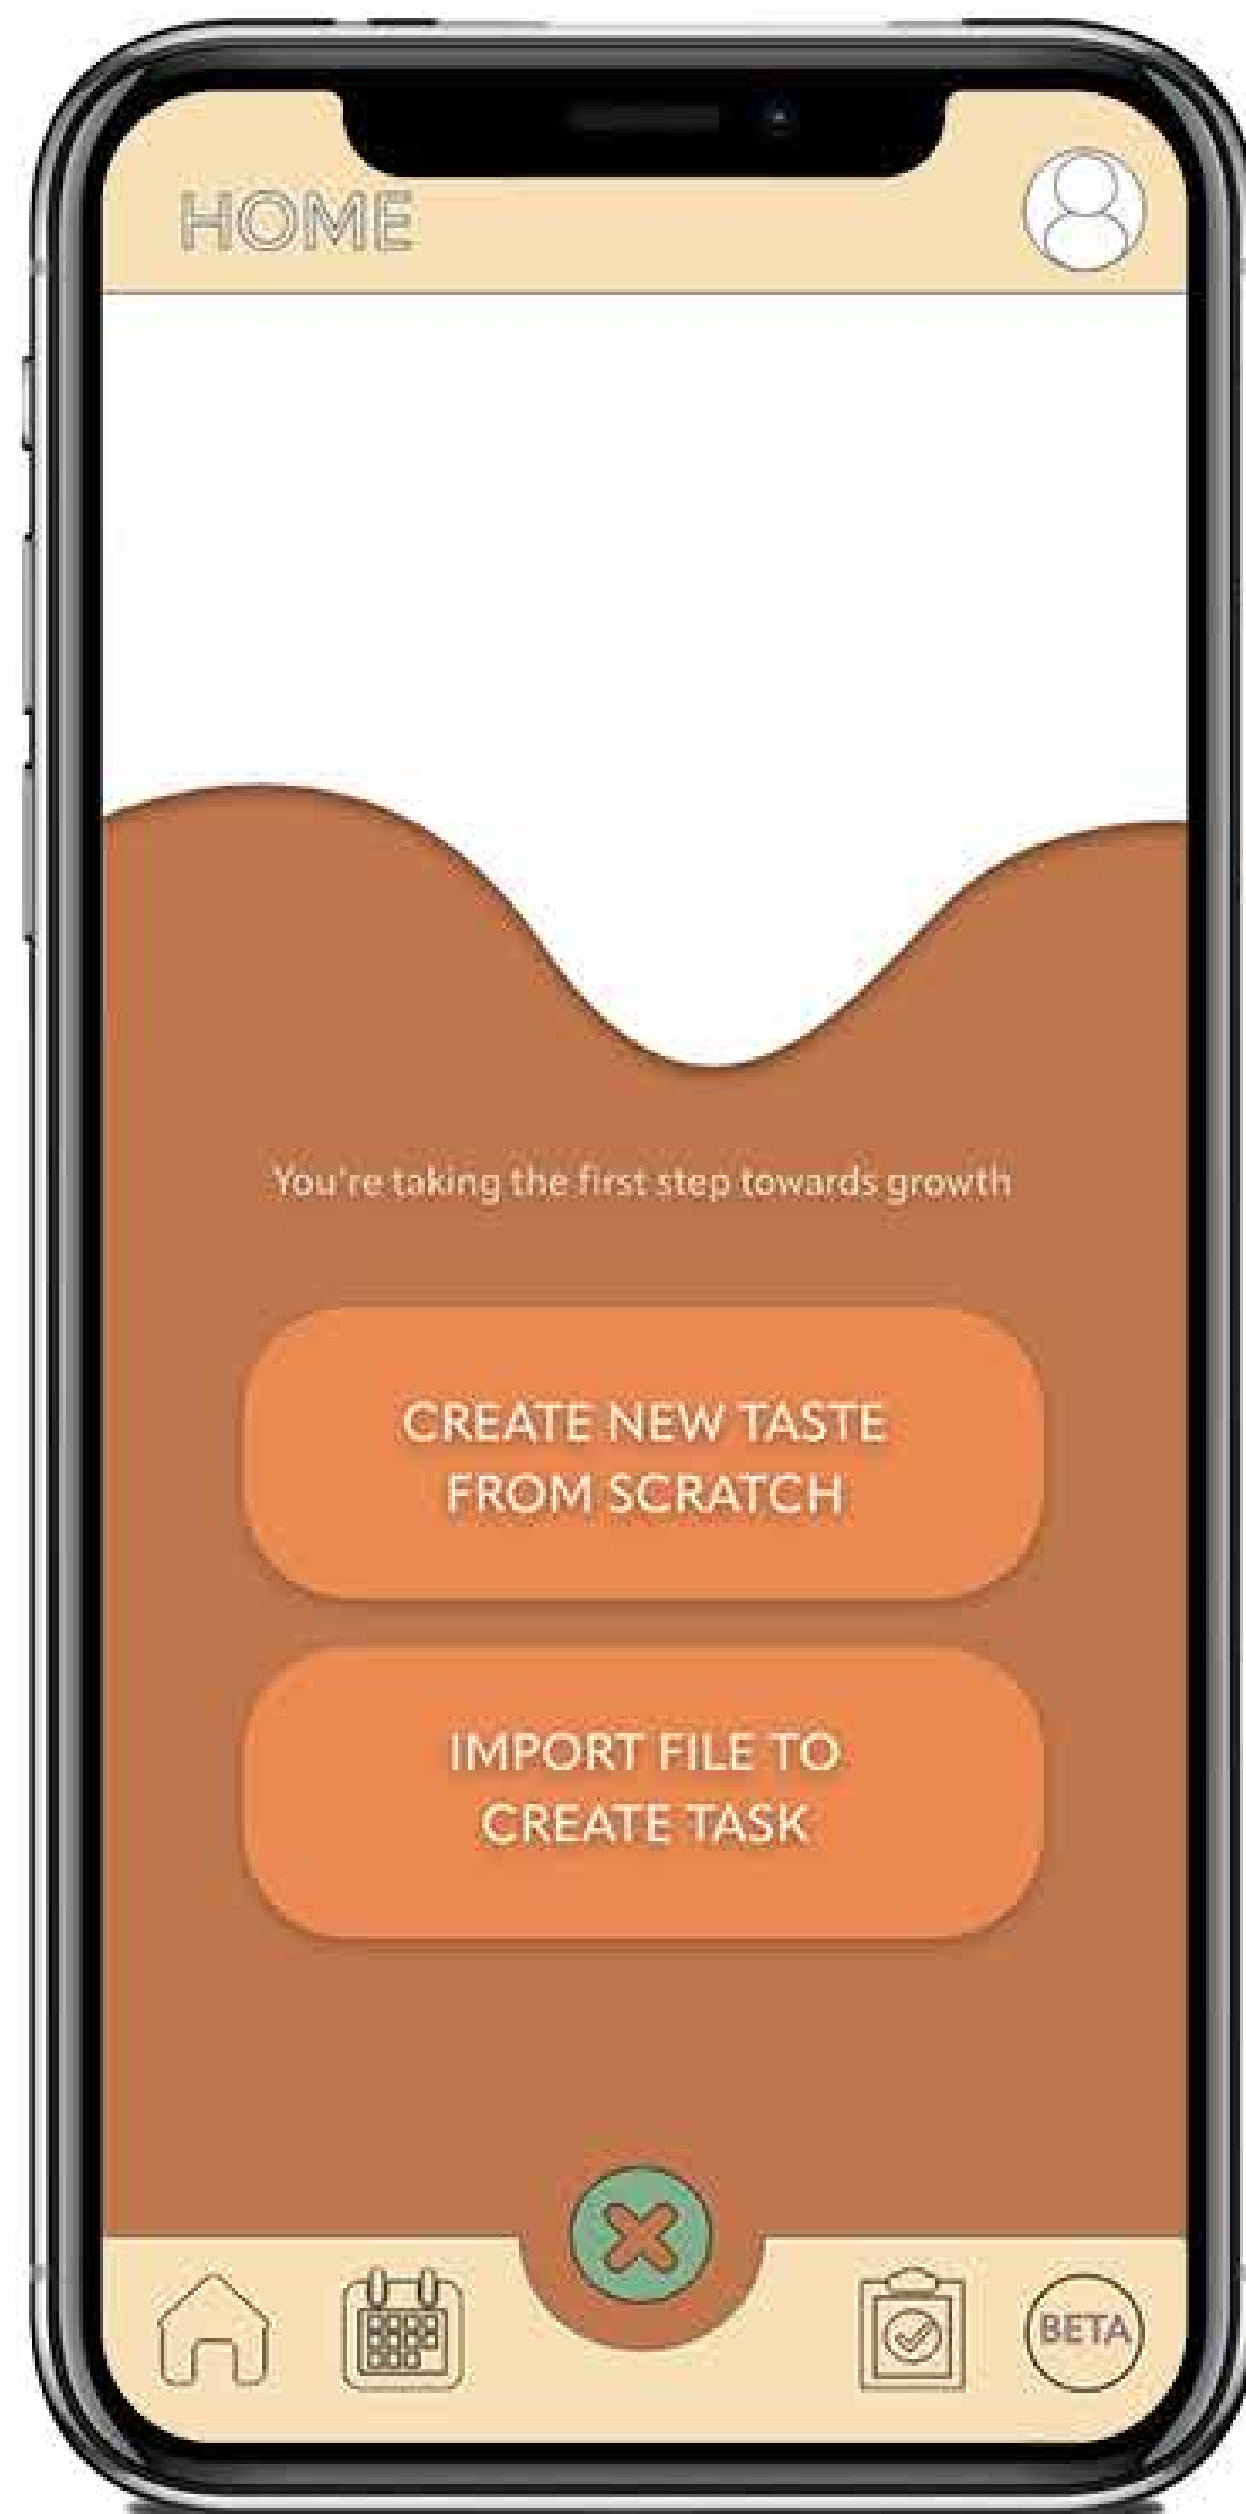 HOME
You're taking the first step towards growth
CREATE NEW TASTE
FROM SCRATCH
IMPORT FILE TO
CREATE TASK
BETA